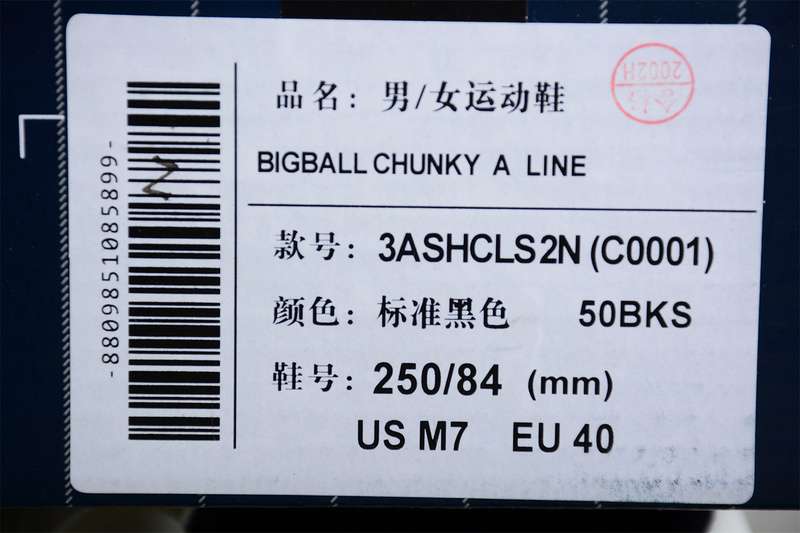 品名：男/女运动鞋
BIGBALL CHUNKY A LINE
款号：3ASHCLS2N (C0001)
颜色：标准黑色 50BKS
鞋号：250/84 (mm)
US M7 EU 40
-8809851085899-
2002H